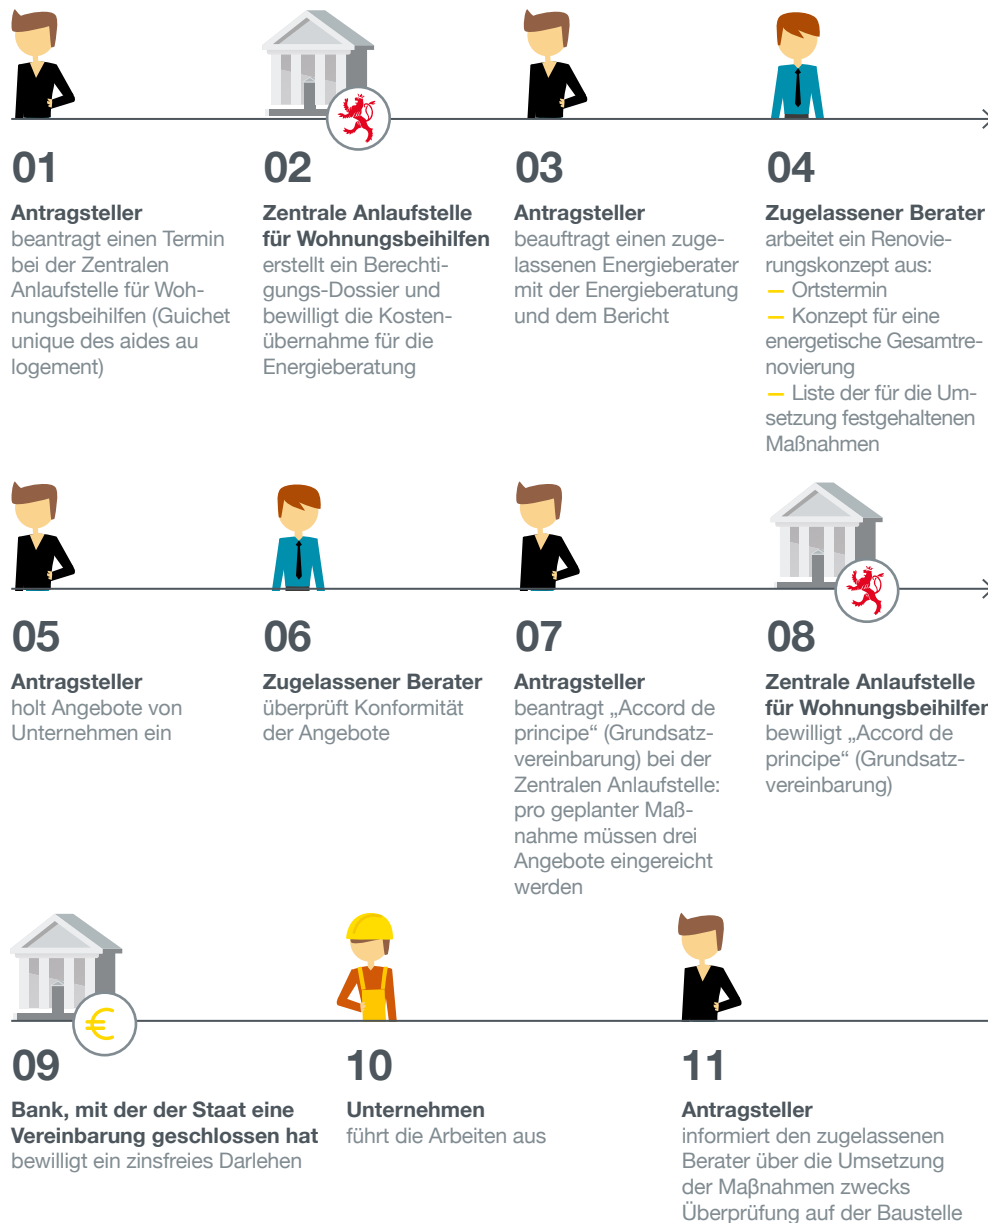 01
Antragsteller
beantragt einen Termin
bei der Zentralen
Anlaufstelle für Woh-
nungsbeihilfen (Guichet
unique des aides au
logement)
02
Zentrale Anlaufstelle
für Wohnungsbeihilfen
erstellt ein Berechti-
gungs-Dossier und
bewilligt die Kosten-
übernahme für die
Energieberatung
03
Antragsteller
beauftragt einen zuge-
lassenen Energieberater
mit der Energieberatung
und dem Bericht
04
Zugelassener Berater
arbeitet ein Renovie-
rungskonzept aus:
— Ortstermin
— Konzept für eine
energetische Gesamtre-
novierung
— Liste der für die Um-
setzung festgehaltenen
Maßnahmen
05
Antragsteller
holt Angebote von
Unternehmen ein
06
Zugelassener Berater
überprüft Konformität
der Angebote
07
Antragsteller
beantragt „Accord de
principe“ (Grundsatz-
vereinbarung) bei der
Zentralen Anlaufstelle:
pro geplanter Maß-
nahme müssen drei
Angebote eingereicht
werden
08
Zentrale Anlaufstelle
für Wohnungsbeihilfen
bewilligt „Accord de
principe“ (Grundsatz-
vereinbarung)
€
09
Bank, mit der der Staat eine
Vereinbarung geschlossen hat
bewilligt ein zinsfreies Darlehen
10
Unternehmen
führt die Arbeiten aus
11
Antragsteller
informiert den zugelassenen
Berater über die Umsetzung
der Maβnahmen zwecks
Überprüfung auf der Baustelle